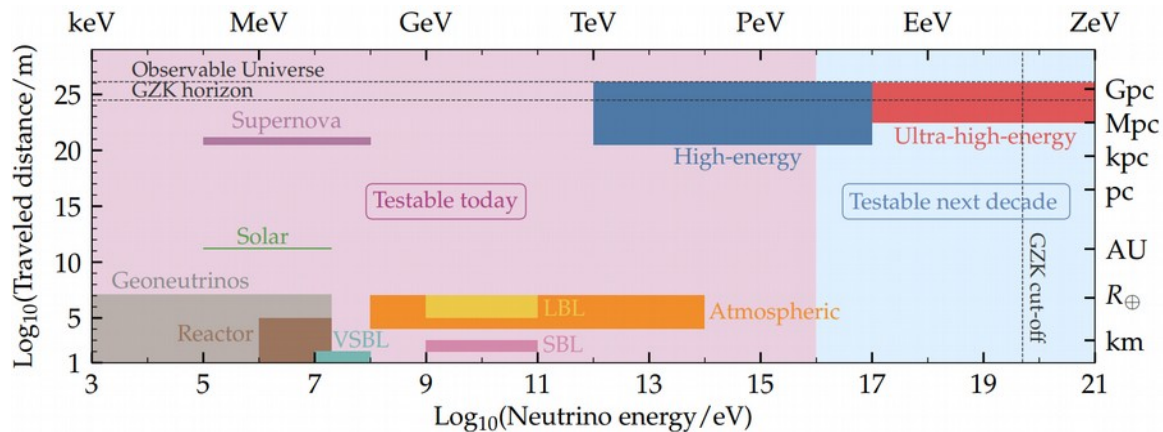 keV MeV GeV TeV PeV EeV ZeV
Log10(Traveled distance/m)
25
20
15
10
5
1
Observable Universe
GZK horizon
Supernova
High-energy
Ultra-high-energy
Testable today
Testable next decade
Solar
Geoneutrinos
Reactor
VSBL
LBL
Atmospheric
SBL
GZK cut-off
Gpc
Mpc
kpc
pc
AU
R⊕
km
3 5 7 9 11 13 15 17 19 21
Log10(Neutrino energy/eV)